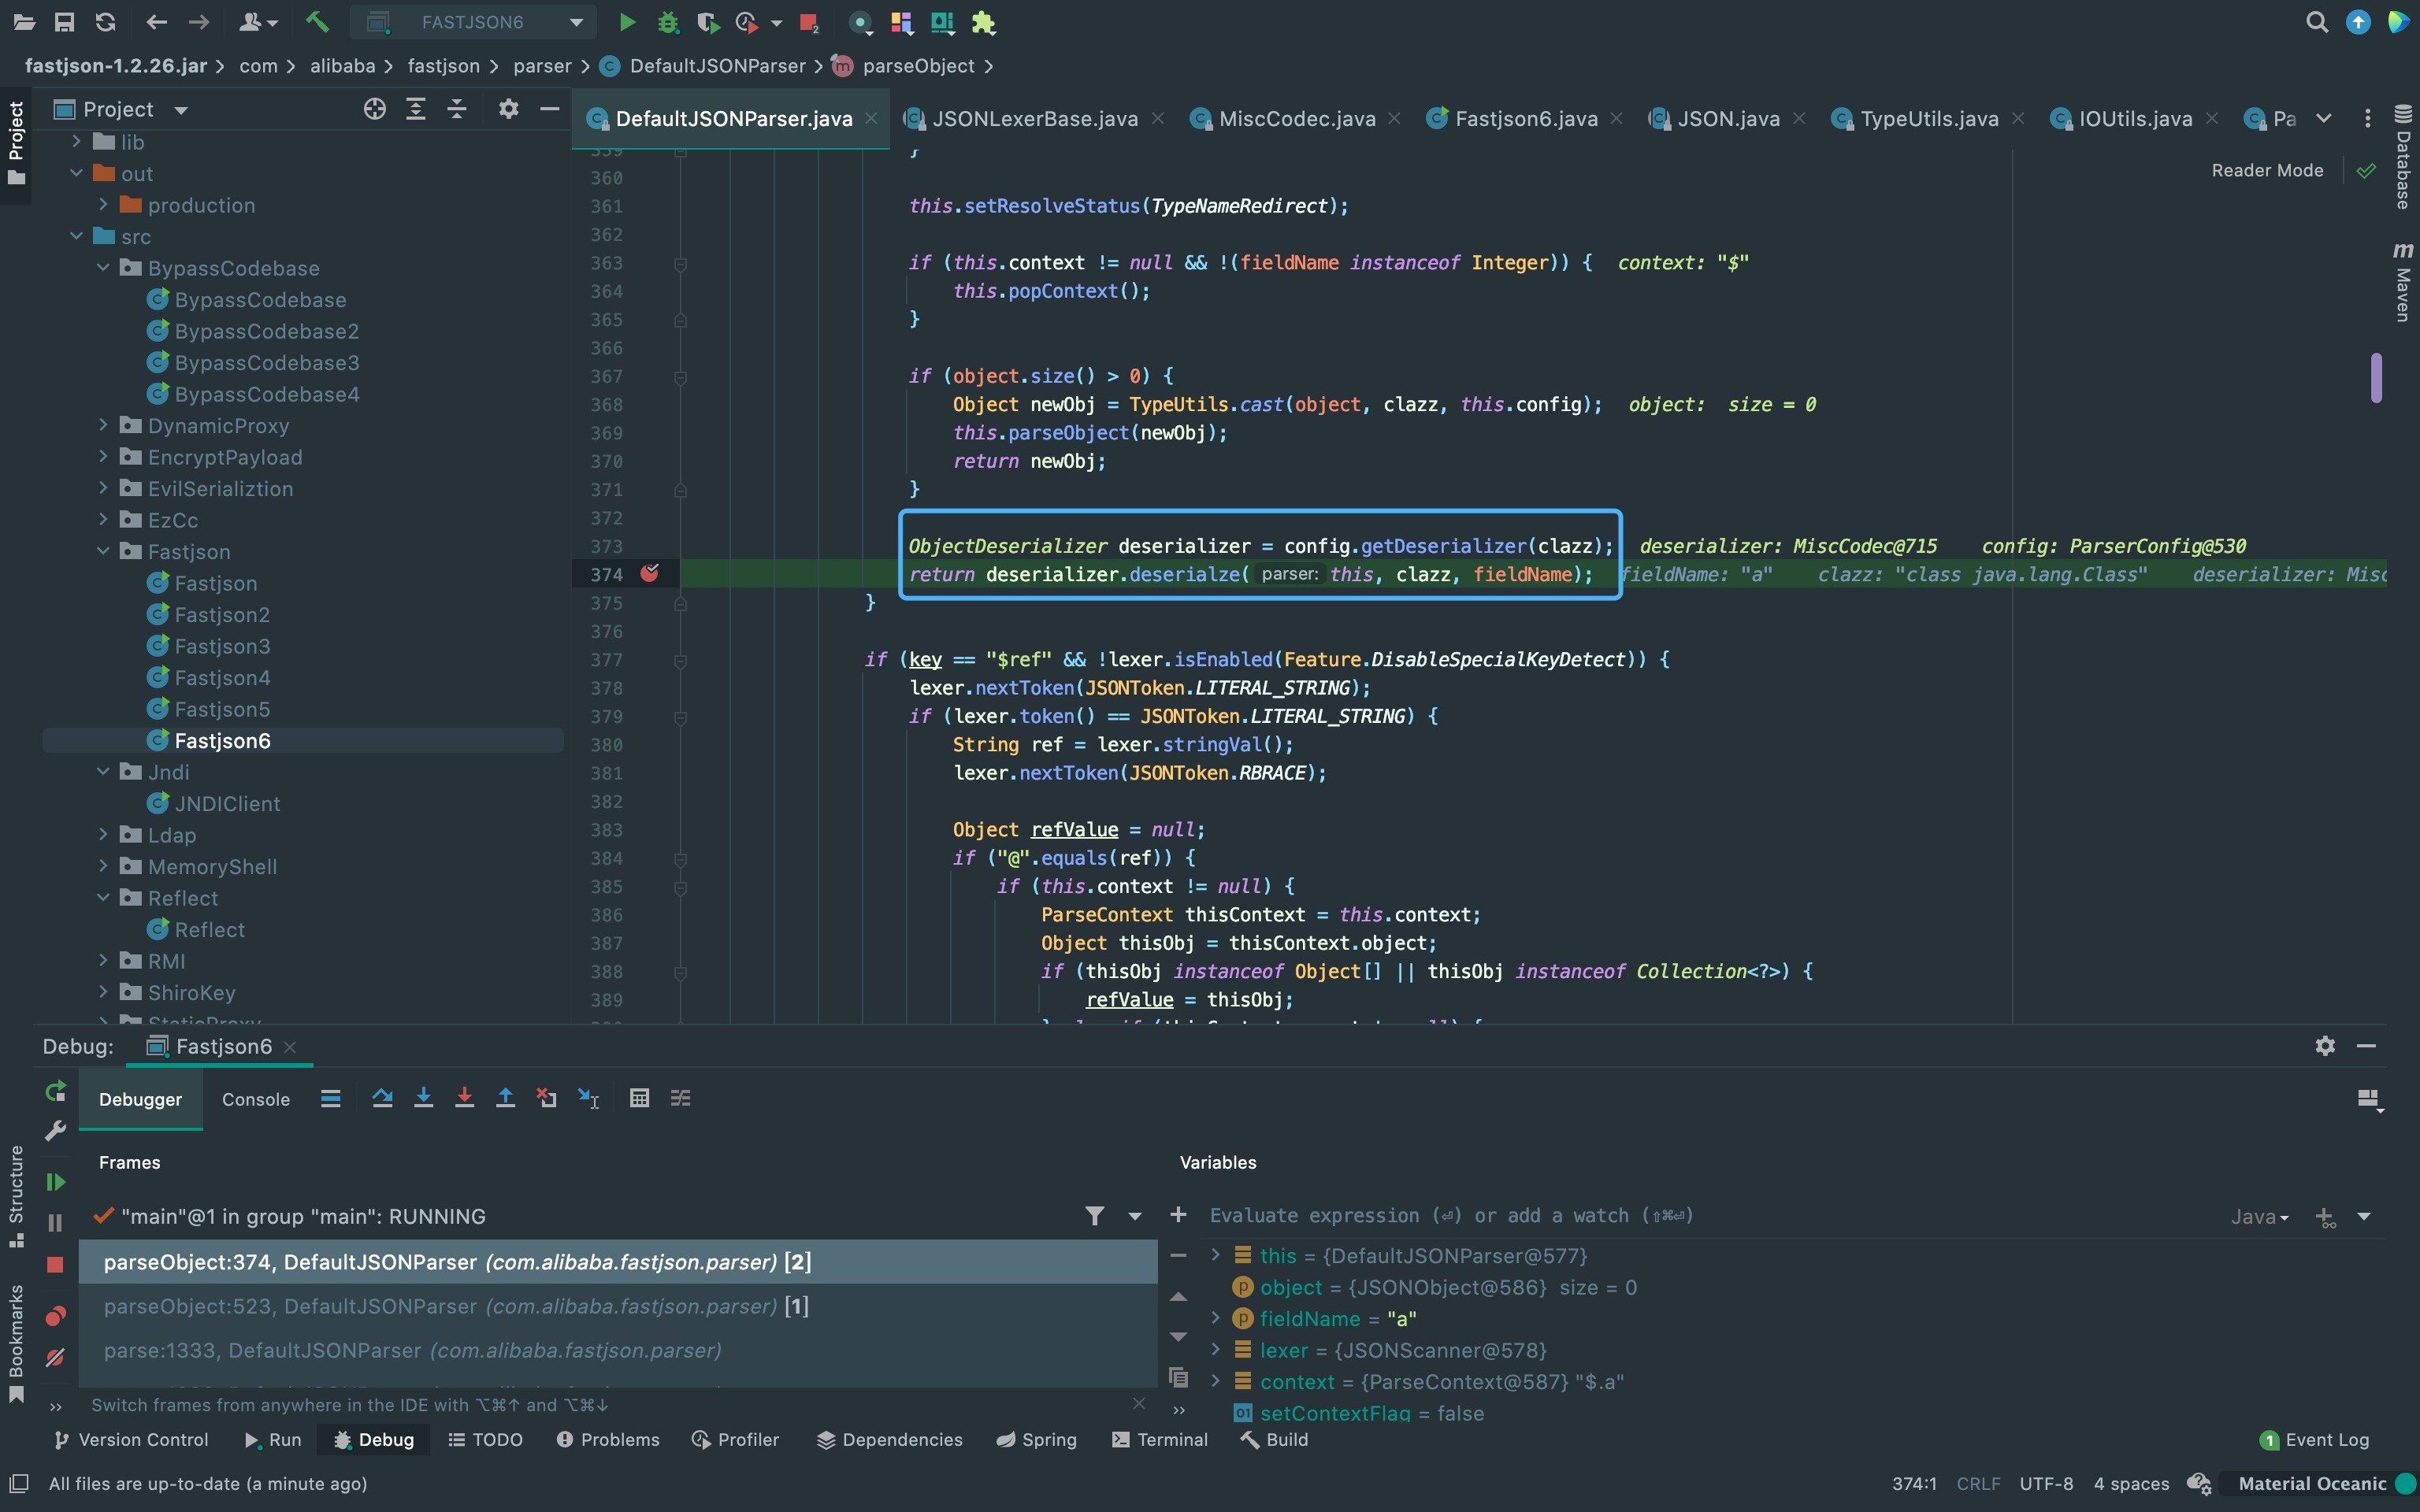 FASTJSON6
fastjson-1.2.26.jar > com > alibaba > fastjson > parser > DefaultJSONParser > parseObject >
Project
DefaultJSONParser.java JSONLexerBase.java MiscCodec.java Fastjson6.java JSON.java TypeUtils.java IOUtils.java Pa
Project
Database
Maven
Reader Mode
lib
out
production
src
BypassCodebase
BypassCodebase
BypassCodebase2
BypassCodebase3
BypassCodebase4
DynamicProxy
EncryptPayload
EvilSerializtion
EzCc
Fastjson
Fastjson
Fastjson2
Fastjson3
Fastjson4
Fastjson5
Fastjson6
Jndi
JNDIClient
Ldap
MemoryShell
Reflect
Reflect
RMI
ShiroKey
StaticProxy
359 }
360
361 this.setResolveStatus(TypeNameRedirect);
362
363 if (this.context != null && !(fieldName instanceof Integer)) { context: "$"
364 this.popContext();
365 }
366
367 if (object.size() > 0) {
368 Object newObj = TypeUtils.cast(object, clazz, this.config); object: size = 0
369 this.parseObject(newObj);
370 return newObj;
371 }
372
373 ObjectDeserializer deserializer = config.getDeserializer(clazz); deserializer: MiscCodec@715 config: ParserConfig@530
374 return deserializer.deserialze( parser: this, clazz, fieldName); fieldName: "a" clazz: "class java.lang.Class" deserializer: Misc
375 }
376
377 if (key == "$ref" && !lexer.isEnabled(Feature.DisableSpecialKeyDetect)) {
378 lexer.nextToken(JSONToken.LITERAL_STRING);
379 if (lexer.token() == JSONToken.LITERAL_STRING) {
380 String ref = lexer.stringVal();
381 lexer.nextToken(JSONToken.RBRACE);
382
383 Object refValue = null;
384 if ("@".equals(ref)) {
385 if (this.context != null) {
386 ParseContext thisContext = this.context;
387 Object thisObj = thisContext.object;
388 if (thisObj instanceof Object[] || thisObj instanceof Collection<?>) {
389 refValue = thisObj;
Debug: Fastjson6
Debugger Console
Frames
Variables
"main"@1 in group "main": RUNNING
parseObject:374, DefaultJSONParser (com.alibaba.fastjson.parser) [2]
parseObject:523, DefaultJSONParser (com.alibaba.fastjson.parser) [1]
parse:1333, DefaultJSONParser (com.alibaba.fastjson.parser)
Switch frames from anywhere in the IDE with ⌥⌘↑ and ⌥⌘↓
Evaluate expression (⏎) or add a watch (⇧⌘⏎)
Java
this = {DefaultJSONParser@577}
object = {JSONObject@586} size = 0
fieldName = "a"
lexer = {JSONScanner@578}
context = {ParseContext@587} "$.a"
setContextFlag = false
Structure
Bookmarks
Version Control Run Debug TODO Problems Profiler Dependencies Spring Terminal Build 1 Event Log
All files are up-to-date (a minute ago) 374:1 CRLF UTF-8 4 spaces Material Oceanic